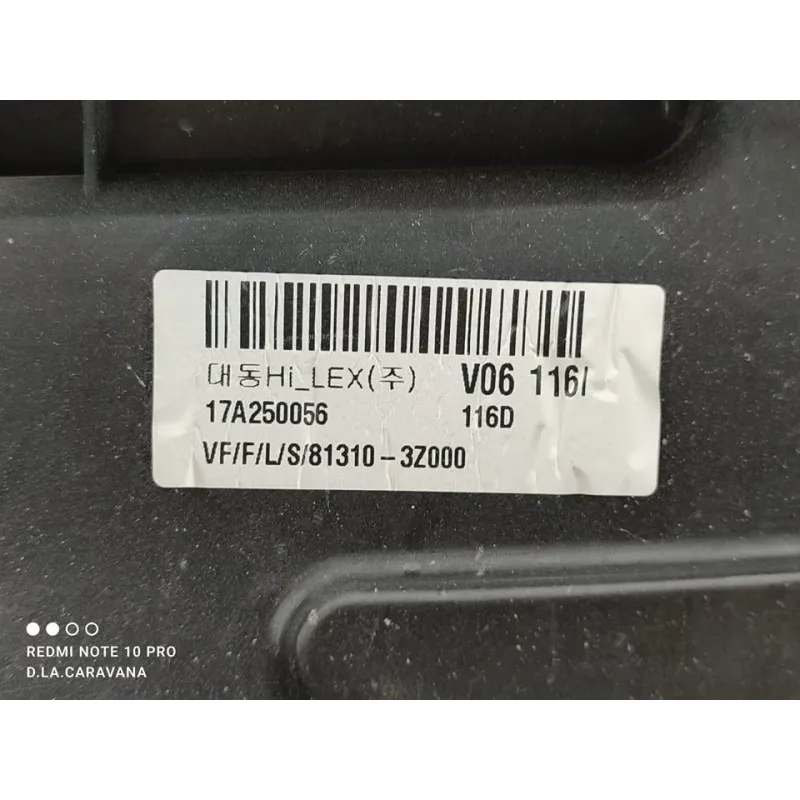 대동Hi_LEX(주) V06 116/
17A250056 116D
VF/F/L/S/81310-3Z000
REDMI NOTE 10 PRO
D.LA.CARAVANA